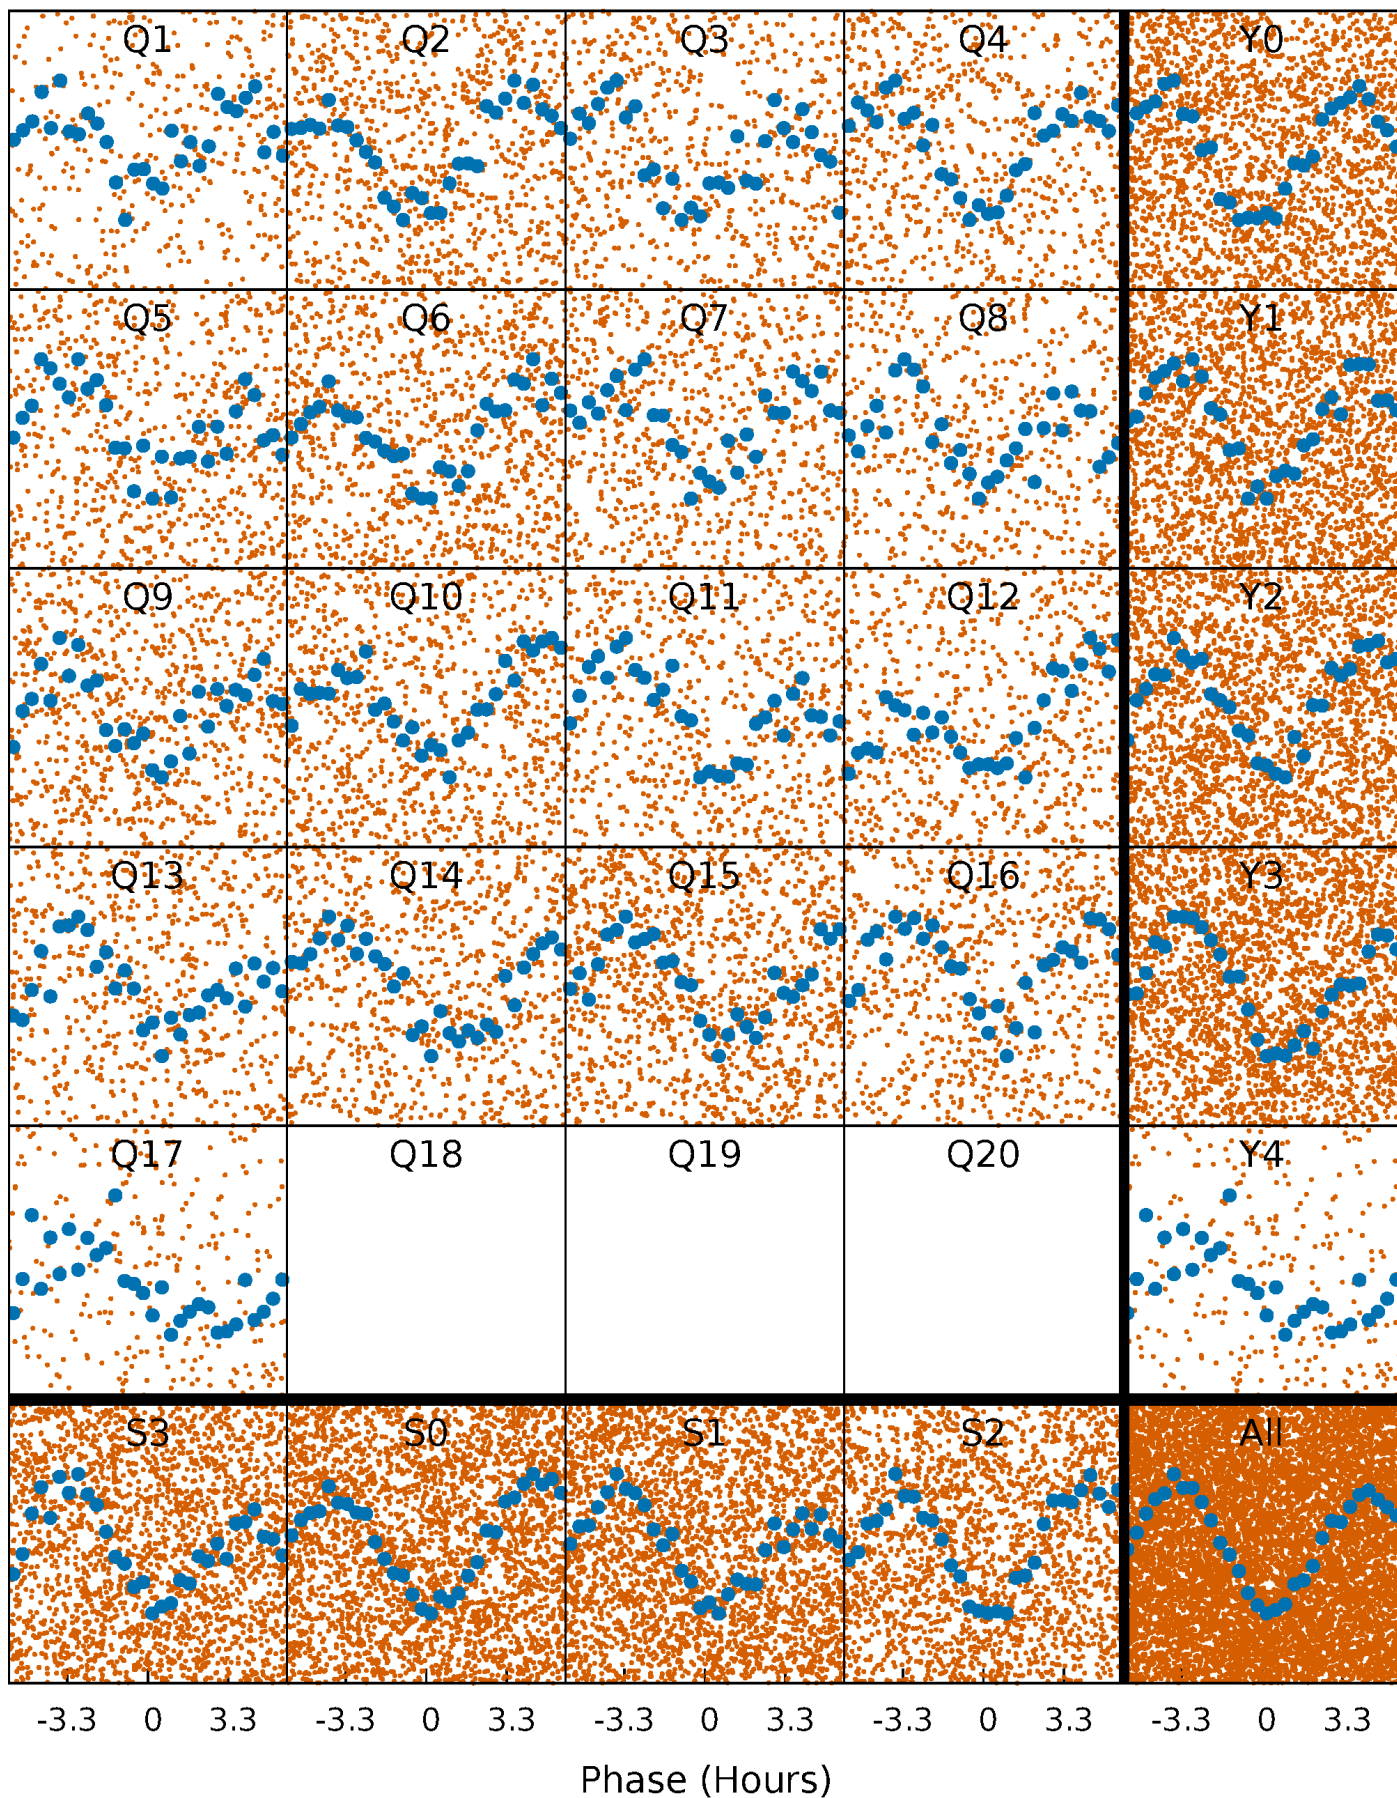 Q1 Q2 Q3 Q4 Y0
Q5 Q6 Q7 Q8 Y1
Q9 Q10 Q11 Q12 Y2
Q13 Q14 Q15 Q16 Y3
Q17 Q18 Q19 Q20 Y4
S3 S0 S1 S2 All
-3.3 0 3.3 -3.3 0 3.3 -3.3 0 3.3 -3.3 0 3.3 -3.3 0 3.3
Phase (Hours)